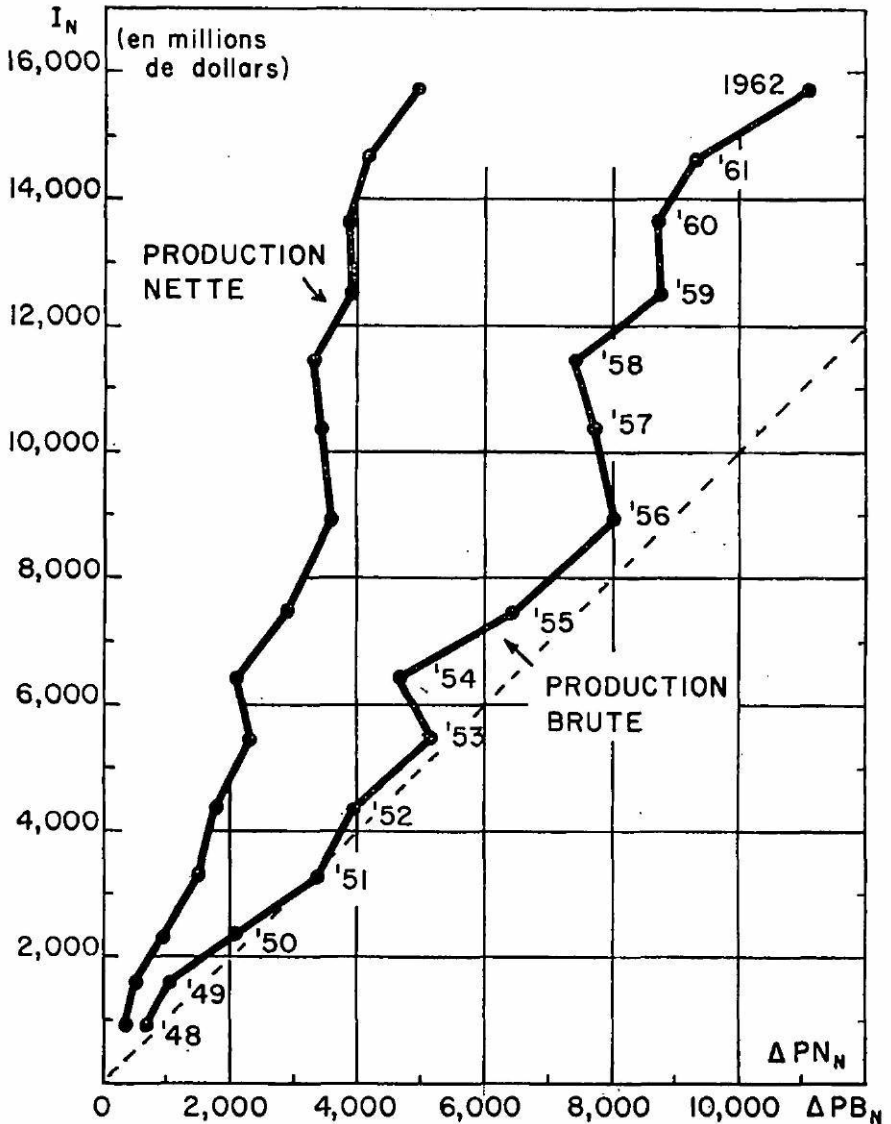 I_N
(en millions
de dollars)
16,000
1962
'61
14,000
'60
PRODUCTION
NETTE
'59
12,000
'58
'57
10,000
'56
8,000
'55
'54
PRODUCTION
BRUTE
6,000
'53
'52
4,000
'51
'50
2,000
'49
'48
Δ PN_N
0 2,000 4,000 6,000 8,000 10,000 Δ PB_N